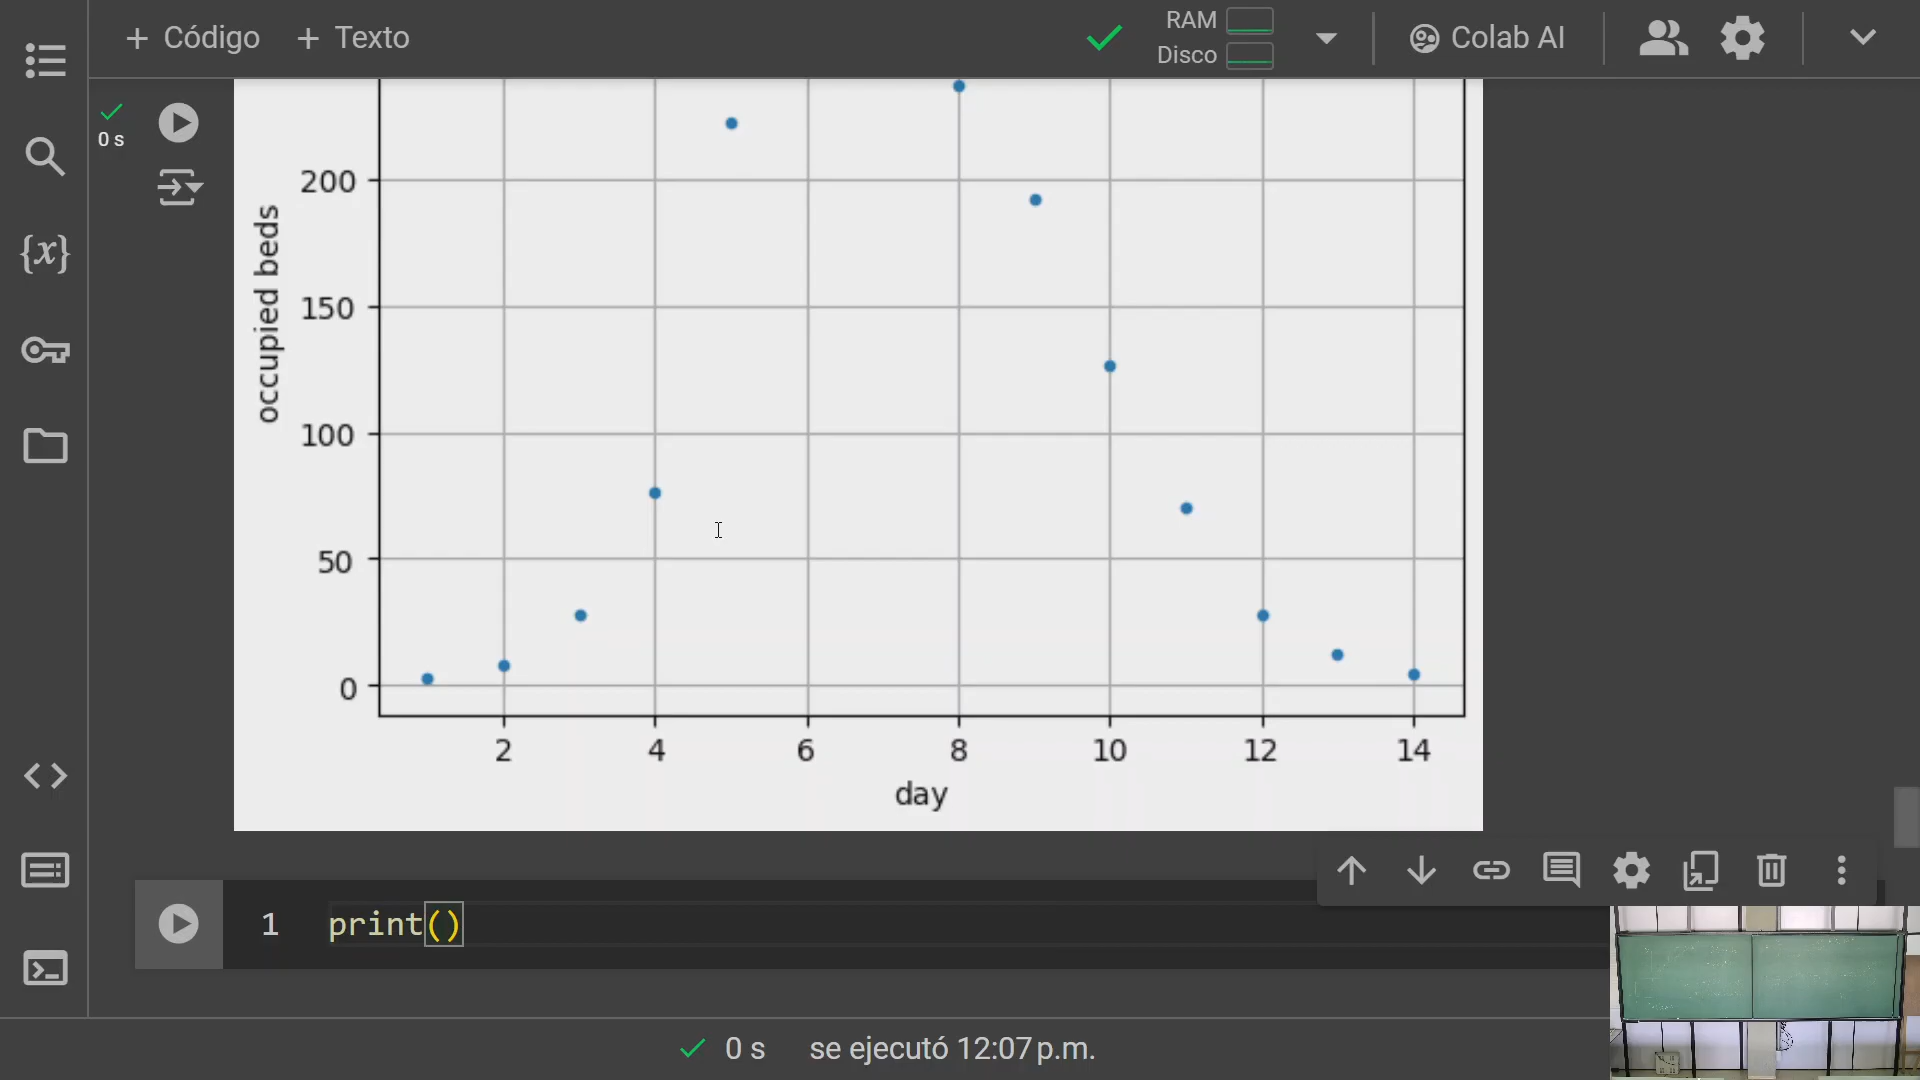 + Código + Texto
RAM
Disco
Colab AI
{x}
0 s
200
150
100
50
0
occupied beds
2 4 6 8 10 12 14
day
1 print()
0 s se ejecutó 12:07 p.m.